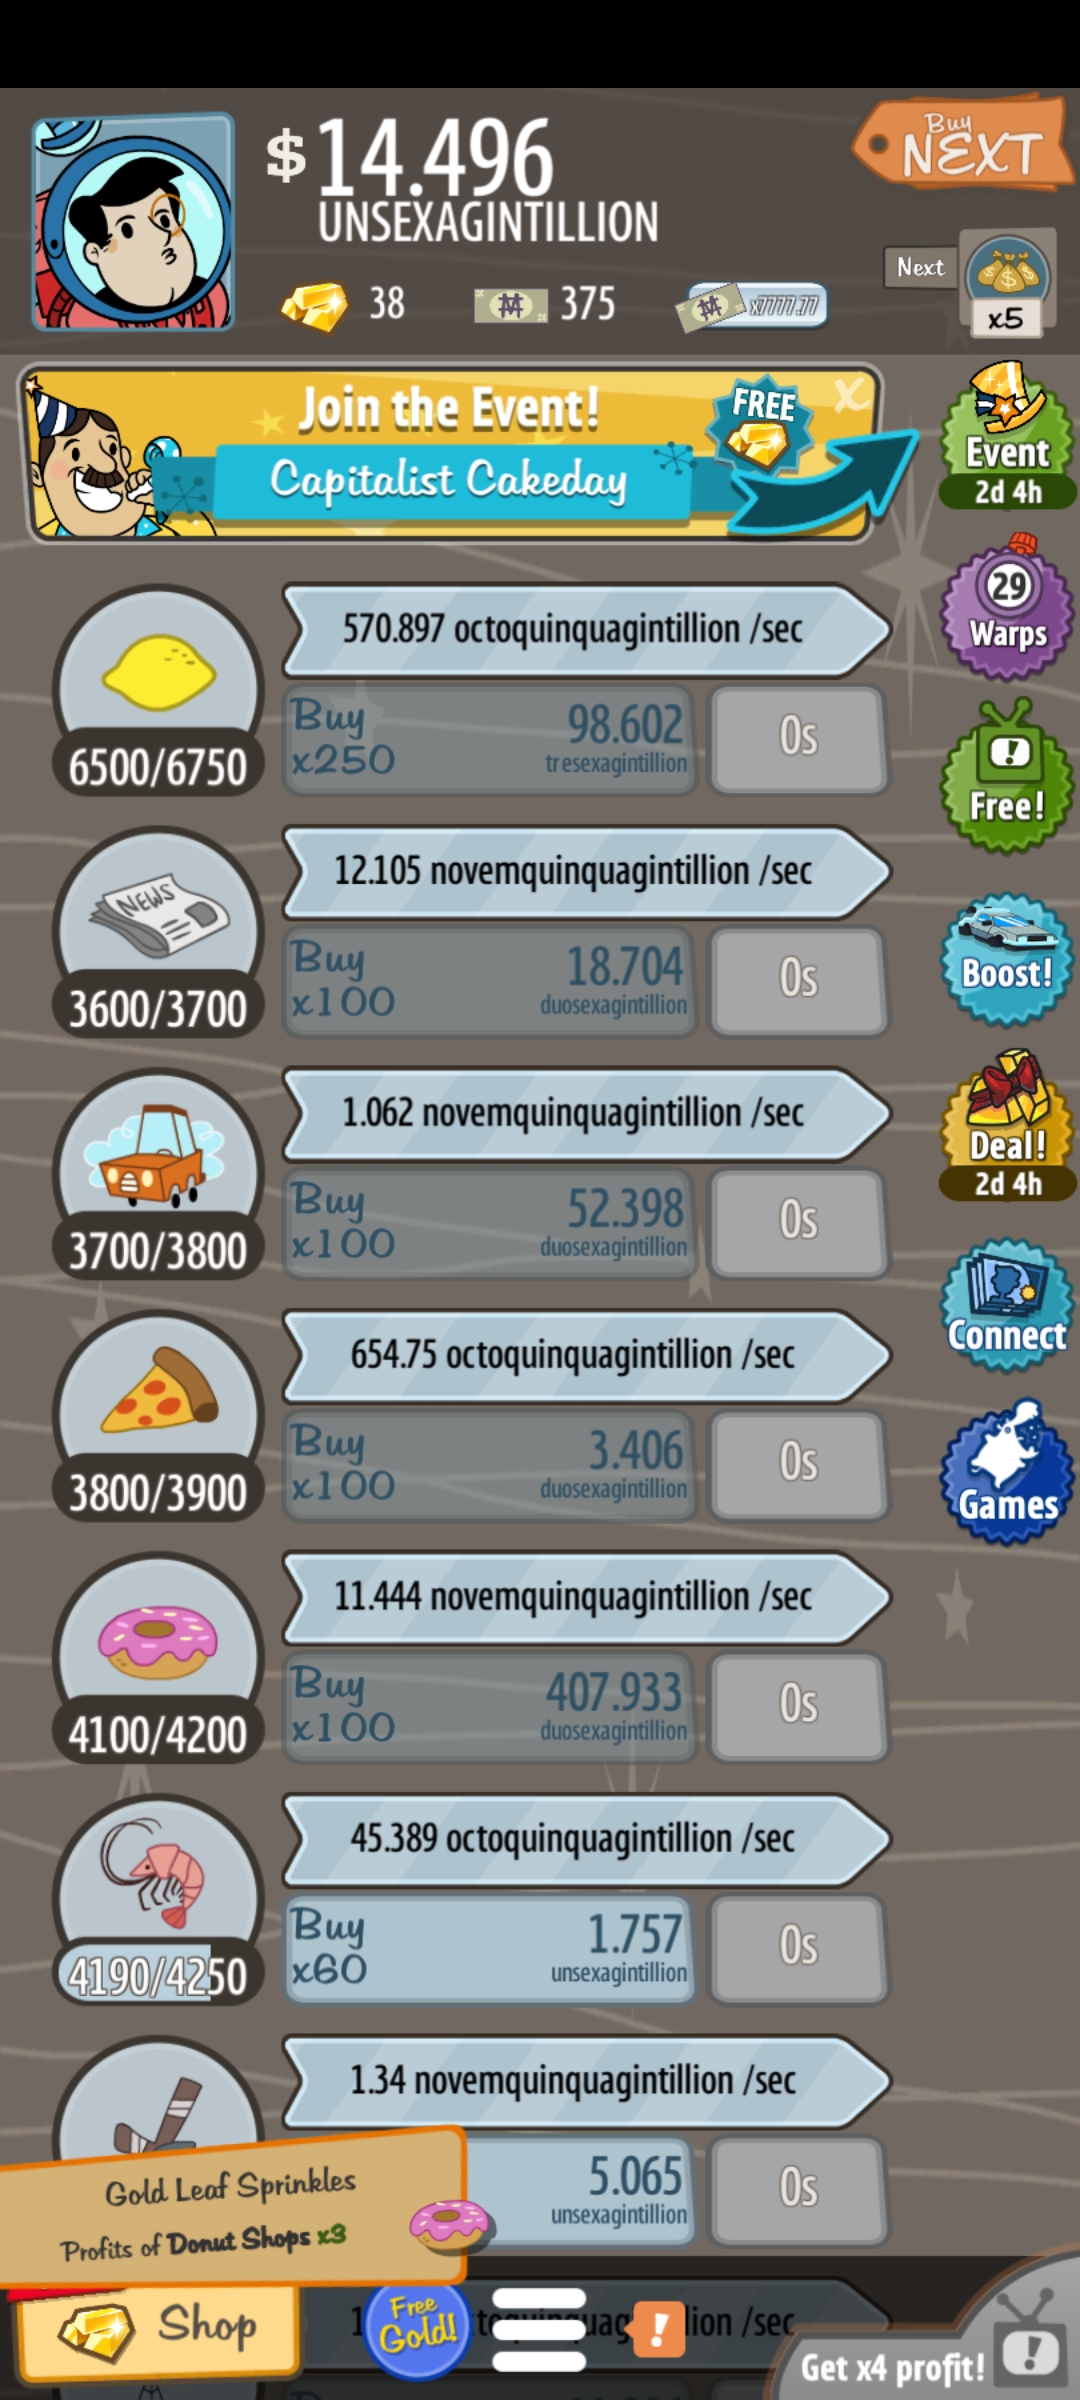 $14.496
UNSEXAGINTILLION
Buy
NEXT
38
375
x7777.77
Next
x5
Join the Event!
Capitalist Cakeday
FREE
x
Event
2d 4h
570.897 octoquinquagintillion /sec
Buy
x250
98.602
tresexagintillion
0s
6500/6750
29
Warps
Free!
12.105 novemquinquagintillion /sec
NEWS
Buy
x100
18.704
duosexagintillion
0s
3600/3700
Boost!
1.062 novemquinquagintillion /sec
Buy
x100
52.398
duosexagintillion
0s
3700/3800
Deal!
2d 4h
654.75 octoquinquagintillion /sec
Buy
x100
3.406
duosexagintillion
0s
3800/3900
Connect
Games
11.444 novemquinquagintillion /sec
Buy
x100
407.933
duosexagintillion
0s
4100/4200
45.389 octoquinquagintillion /sec
Buy
x60
1.757
unsexagintillion
0s
4190/4250
1.34 novemquinquagintillion /sec
5.065
unsexagintillion
0s
Gold Leaf Sprinkles
Profits of Donut Shops x3
Shop
Free
Gold!
!
/sec
Get x4 profit!
!